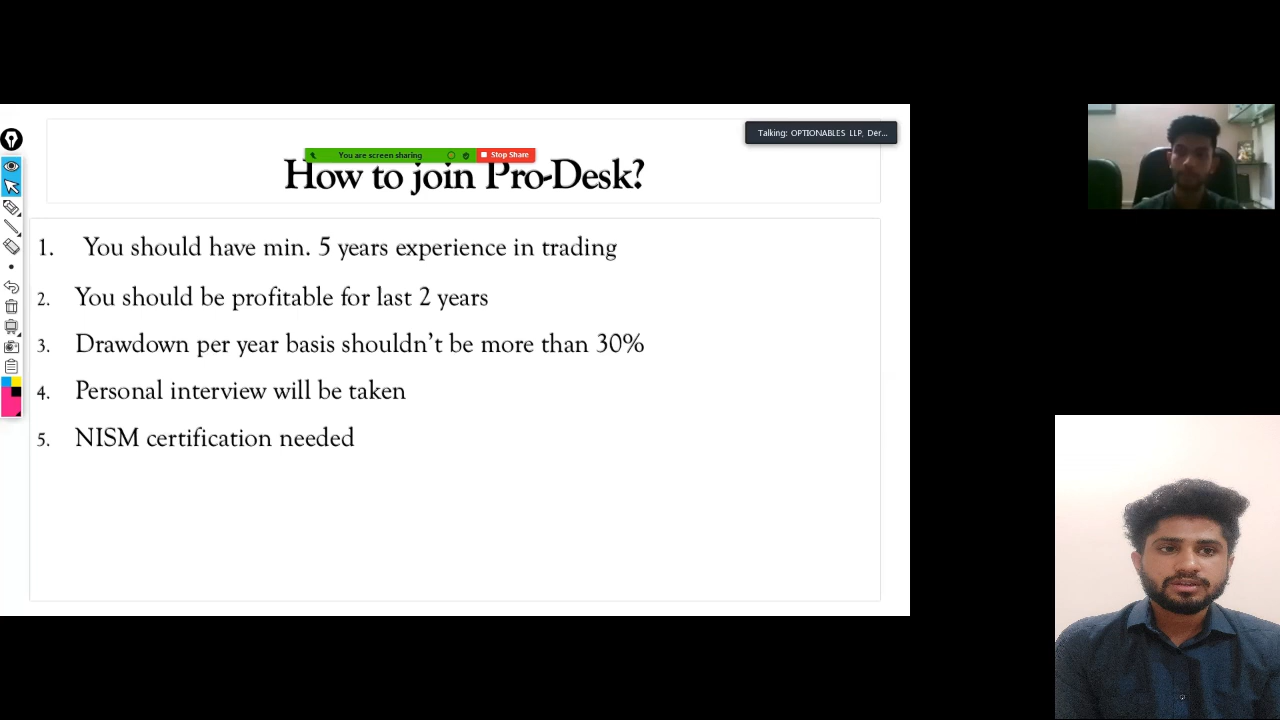 Talking: OPTIONABLES LLP, Der...
You are screen sharing
Stop Share
How to join Pro-Desk?
1. You should have min. 5 years experience in trading
2. You should be profitable for last 2 years
3. Drawdown per year basis shouldn't be more than 30%
4. Personal interview will be taken
5. NISM certification needed